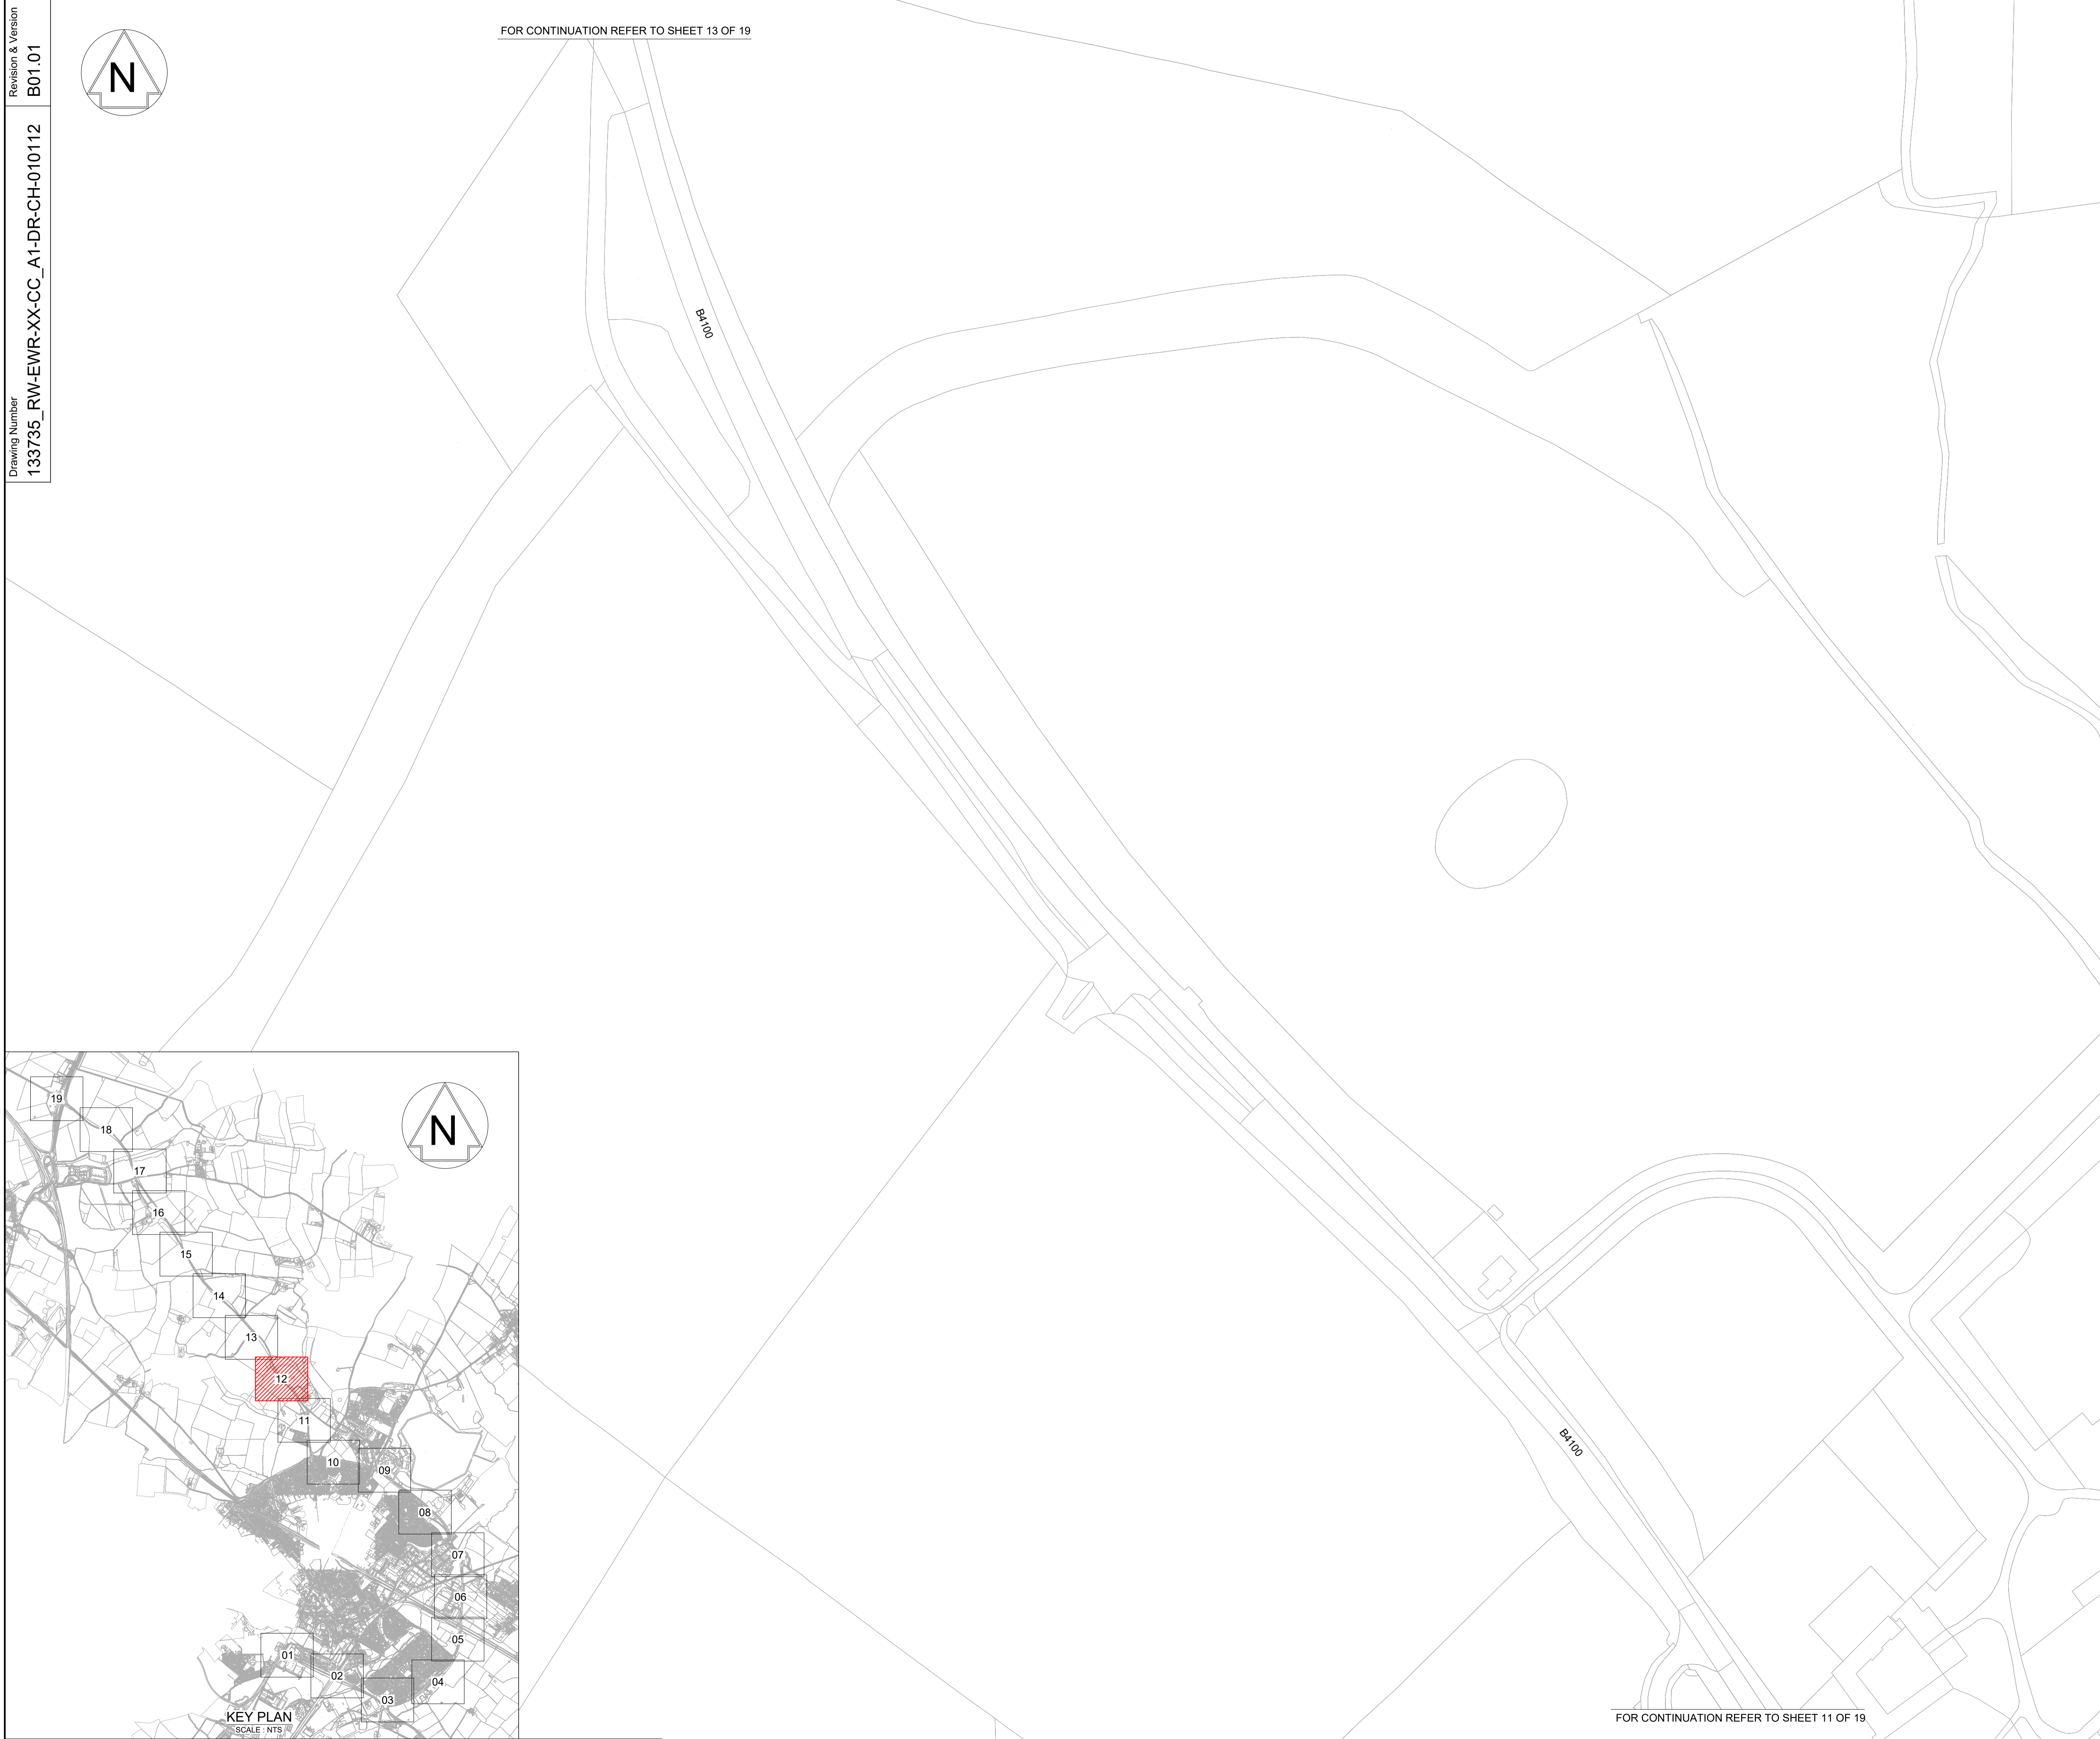 Revision & Version
B01.01
Drawing Number
133735_RW-EWR-XX-CC_A1-DR-CH-010112
N
FOR CONTINUATION REFER TO SHEET 13 OF 19
B4100
B4100
FOR CONTINUATION REFER TO SHEET 11 OF 19
N
19
18
17
16
15
14
13
12
11
10
09
08
07
06
05
04
03
02
01
KEY PLAN
SCALE : NTS